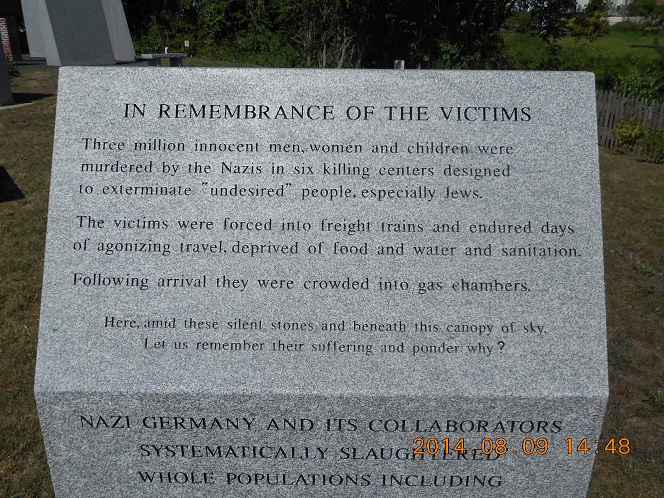 IN REMEMBRANCE OF THE VICTIMS
Three million innocent men, women and children were
murdered by the Nazis in six killing centers designed
to exterminate "undesired" people, especially Jews.
The victims were forced into freight trains and endured days
of agonizing travel, deprived of food and water and sanitation.
Following arrival they were crowded into gas chambers.
Here, amid these silent stones and beneath this canopy of sky,
Let us remember their suffering and ponder: why?
NAZI GERMANY AND ITS COLLABORATORS
SYSTEMATICALLY SLAUGHTERED
WHOLE POPULATIONS INCLUDING
2014.08.09 14:48